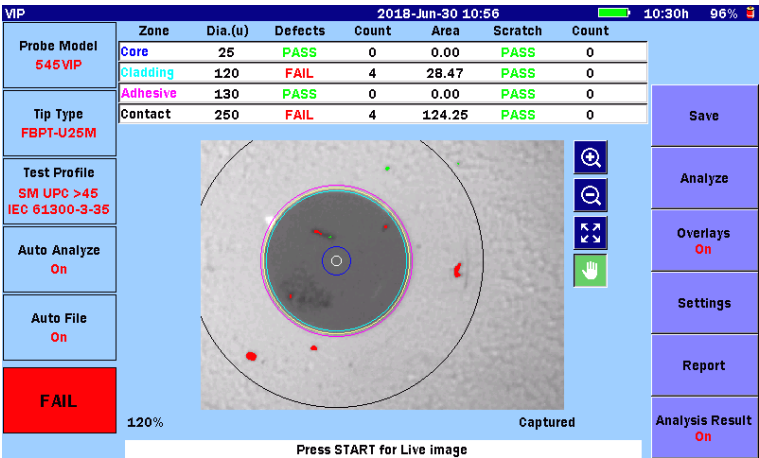 VIP 2018-Jun-30 10:56 10:30h 96%
Probe Model
545VIP
Tip Type
FBPT-U25M
Test Profile
SM UPC >45
IEC 61300-3-35
Auto Analyze
On
Auto File
On
FAIL
Zone Dia.(u) Defects Count Area Scratch Count
Core 25 PASS 0 0.00 PASS 0
Cladding 120 FAIL 4 28.47 PASS 0
Adhesive 130 PASS 0 0.00 PASS 0
Contact 250 FAIL 4 124.25 PASS 0
120% Captured
Press START for Live image
Save
Analyze
Overlays
On
Settings
Report
Analysis Result
On